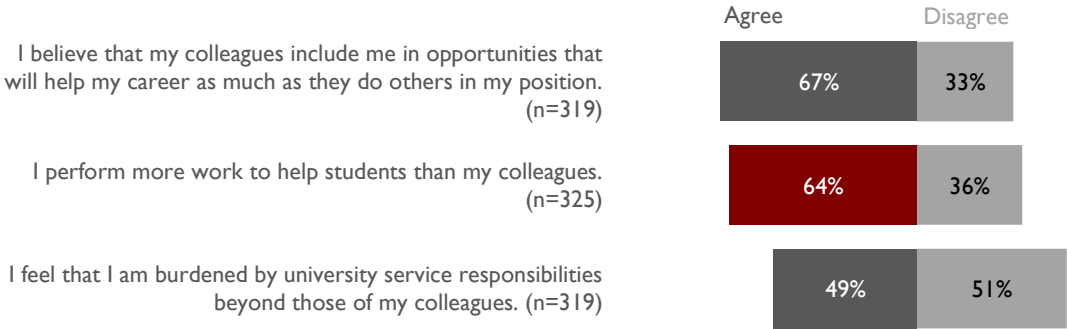 Agree Disagree
I believe that my colleagues include me in opportunities that
will help my career as much as they do others in my position.
(n=319)
67% 33%
I perform more work to help students than my colleagues.
(n=325)
64% 36%
I feel that I am burdened by university service responsibilities
beyond those of my colleagues. (n=319)
49% 51%